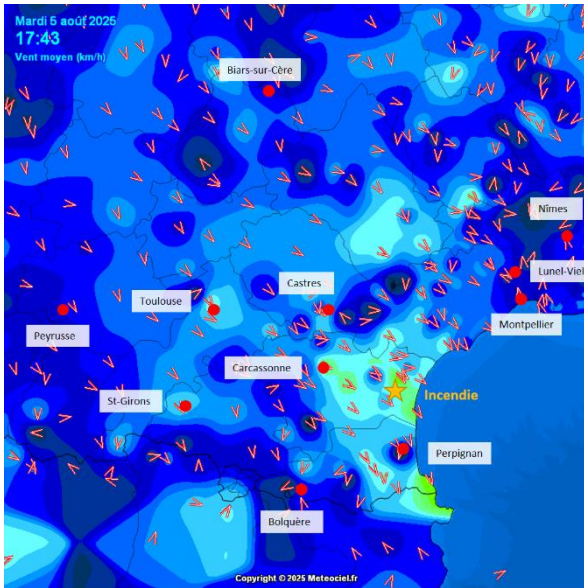 Mardi 5 août 2025
17:43
Vent moyen (km/h)
Biars-sur-Cère
Nîmes
Lunel-Viel
Castres
Toulouse
Montpellier
Peyrusse
Carcassonne
Incendie
St-Girons
Perpignan
Bolquère
Copyright © 2025 Meteociel.fr